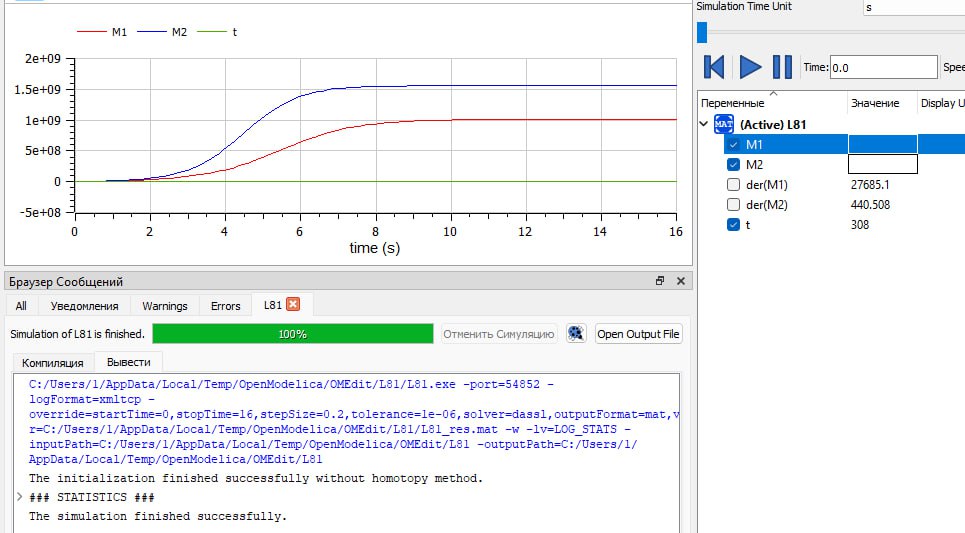 Simulation Time Unit
s
M1
M2
t
2e+09
1.5e+09
1e+09
5e+08
0
-5e+08
0 2 4 6 8 10 12 14 16
time (s)
Time: 0.0
Переменные Значение Display U
MAT (Active) L81
M1
M2
der(M1) 27685.1
der(M2) 440.508
t 308
Браузер Сообщений
All Уведомления Warnings Errors L81
Simulation of L81 is finished. 100% Отменить Симуляцию Open Output File
Компиляция Вывести
C:/Users/1/AppData/Local/Temp/OpenModelica/OMEdit/L81/L81.exe -port=54852 -
logFormat=xmltcp -
override=startTime=0,stopTime=16,stepSize=0.2,tolerance=1e-06,solver=dassl,outputFormat=mat,v
r=C:/Users/1/AppData/Local/Temp/OpenModelica/OMEdit/L81/L81_res.mat -w -lv=LOG_STATS -
inputPath=C:/Users/1/AppData/Local/Temp/OpenModelica/OMEdit/L81 -outputPath=C:/Users/1/
AppData/Local/Temp/OpenModelica/OMEdit/L81
The initialization finished successfully without homotopy method.
### STATISTICS ###
The simulation finished successfully.